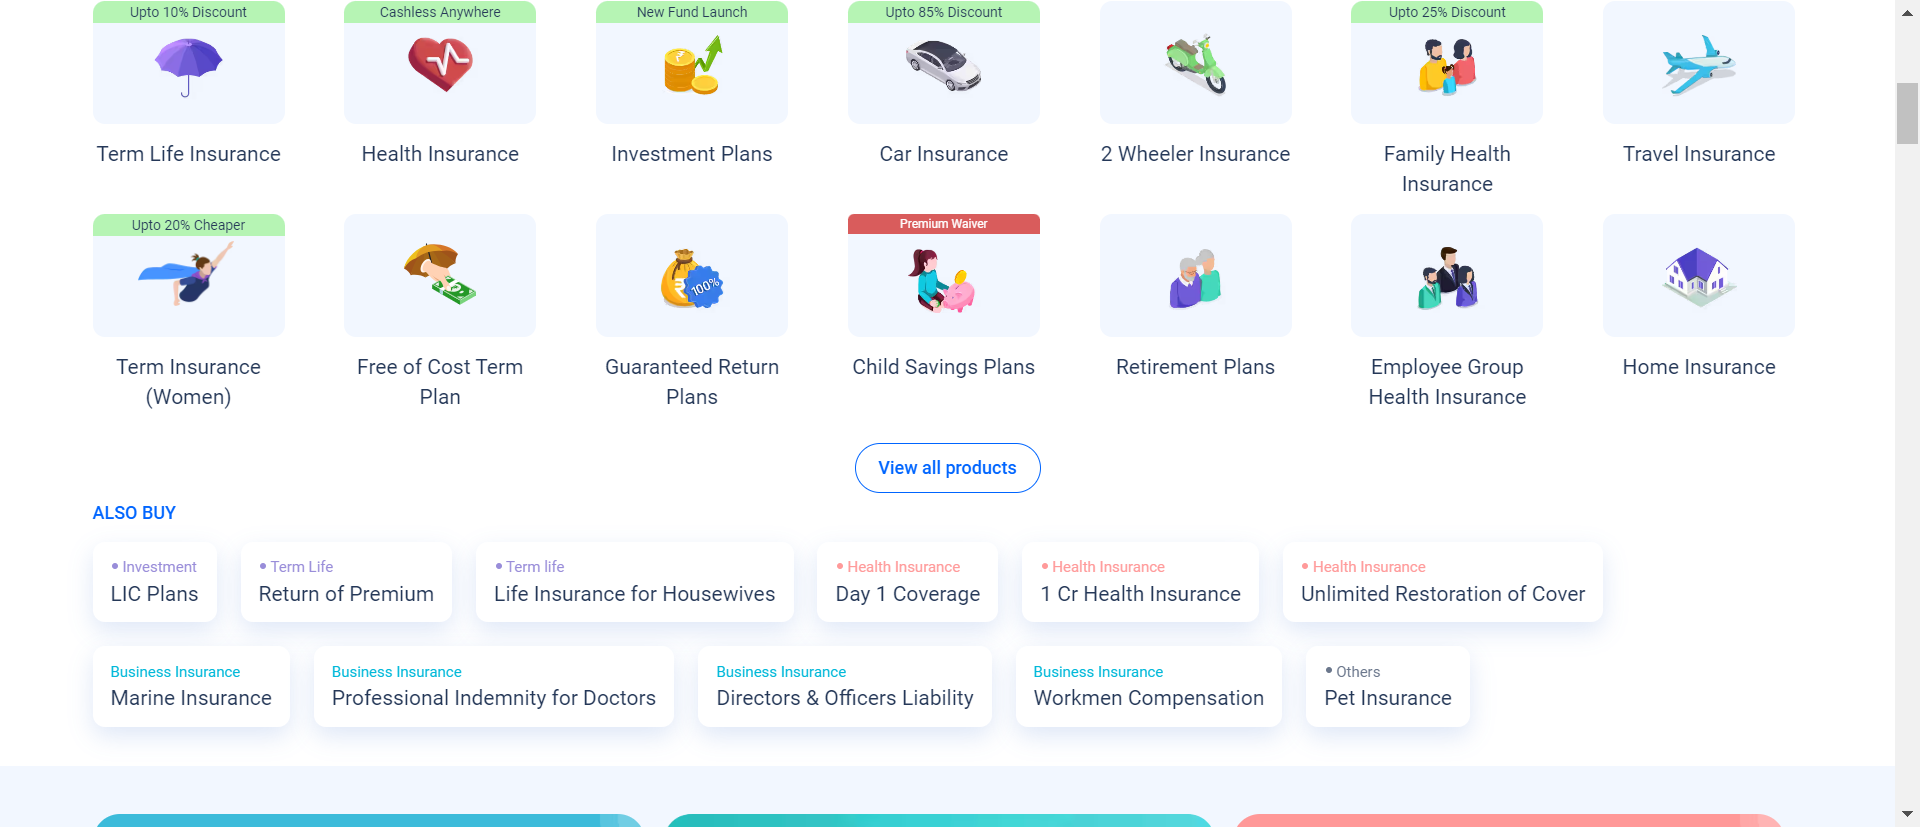 Upto 10% Discount
Cashless Anywhere
New Fund Launch
Upto 85% Discount
Upto 25% Discount
Term Life Insurance
Health Insurance
Investment Plans
Car Insurance
2 Wheeler Insurance
Family Health
Insurance
Travel Insurance
Upto 20% Cheaper
100%
Premium Waiver
Term Insurance
(Women)
Free of Cost Term
Plan
Guaranteed Return
Plans
Child Savings Plans
Retirement Plans
Employee Group
Health Insurance
Home Insurance
View all products
ALSO BUY
Investment
LIC Plans
Term Life
Return of Premium
Term life
Life Insurance for Housewives
Health Insurance
Day 1 Coverage
Health Insurance
1 Cr Health Insurance
Health Insurance
Unlimited Restoration of Cover
Business Insurance
Marine Insurance
Business Insurance
Professional Indemnity for Doctors
Business Insurance
Directors & Officers Liability
Business Insurance
Workmen Compensation
Others
Pet Insurance